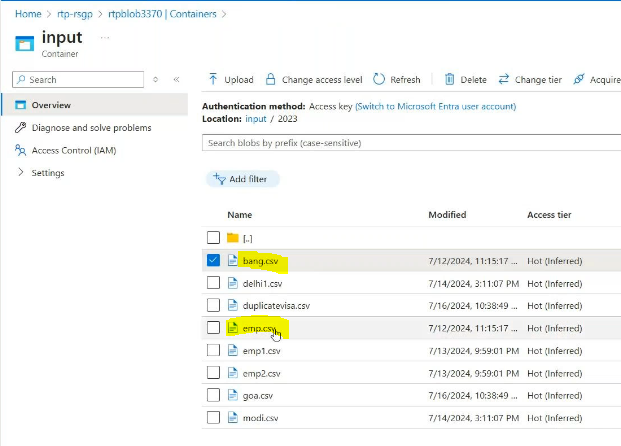 Home > rtp-rsgp > rtpblob3370 | Containers >
input ...
Container
Search
Upload Change access level Refresh Delete Change tier Acquire
Overview
Diagnose and solve problems
Access Control (IAM)
Settings
Authentication method: Access key (Switch to Microsoft Entra user account)
Location: input / 2023
Search blobs by prefix (case-sensitive)
Add filter
Name Modified Access tier
[..]
bang.csv 7/12/2024, 11:15:17 ... Hot (Inferred)
delhi1.csv 7/14/2024, 3:11:07 PM Hot (Inferred)
duplicatevisa.csv 7/16/2024, 10:38:49 ... Hot (Inferred)
emp.csv 7/12/2024, 11:15:17 ... Hot (Inferred)
emp1.csv 7/13/2024, 9:59:01 PM Hot (Inferred)
emp2.csv 7/13/2024, 9:59:01 PM Hot (Inferred)
goa.csv 7/16/2024, 10:38:49 ... Hot (Inferred)
modi.csv 7/14/2024, 3:11:07 PM Hot (Inferred)